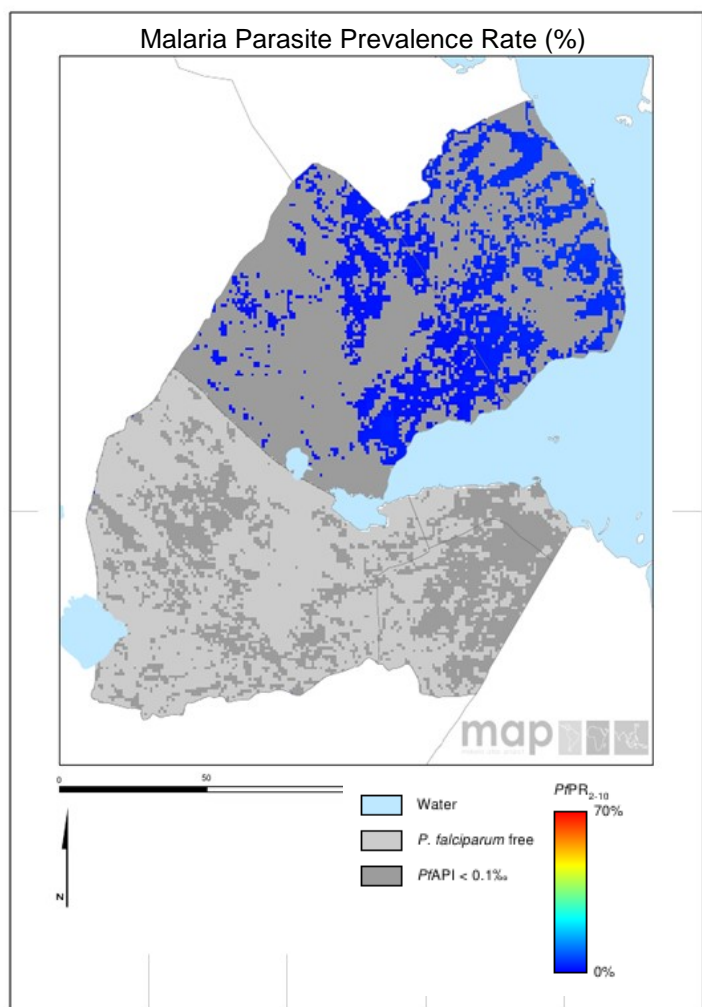 Malaria Parasite Prevalence Rate (%)
map
0 50
Water
P. falciparum free
PfAPI < 0.1‰
N
PfPR2-10
70%
0%